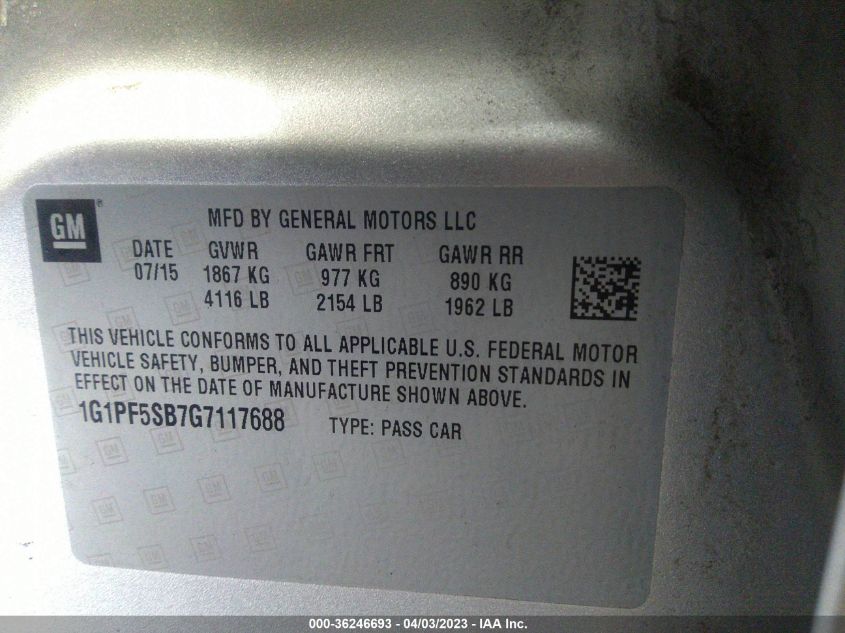 GM®
MFD BY GENERAL MOTORS LLC
DATE GVWR GAWR FRT GAWR RR
07/15 1867 KG 977 KG 890 KG
4116 LB 2154 LB 1962 LB
THIS VEHICLE CONFORMS TO ALL APPLICABLE U.S. FEDERAL MOTOR
VEHICLE SAFETY, BUMPER, AND THEFT PREVENTION STANDARDS IN
EFFECT ON THE DATE OF MANUFACTURE SHOWN ABOVE.
1G1PF5SB7G7117688 TYPE: PASS CAR
000-36246693 - 04/03/2023 - IAA Inc.